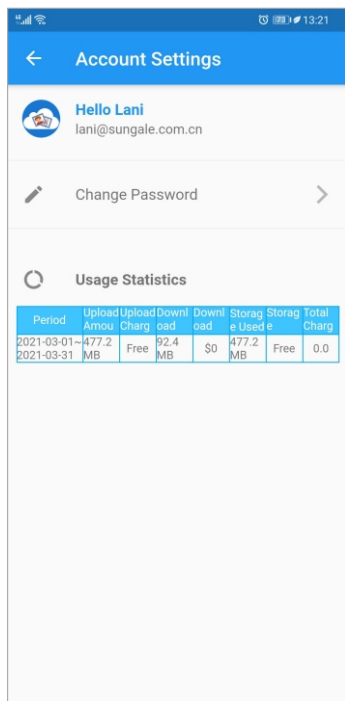 73 13:21
Account Settings
Hello Lani
lani@sungale.com.cn
Change Password
Usage Statistics
Period Upload Upload Downl Downl Storag Storag Total
Amou Charg oad oad e Used e Charg
2021-03-01~ 477.2 Free 92.4 $0 477.2 Free 0.0
2021-03-31 MB MB MB